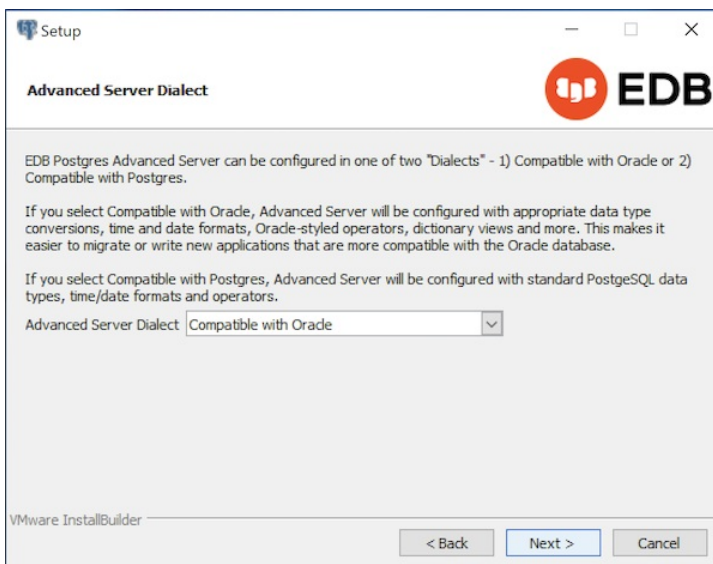 Setup
Advanced Server Dialect
EDB
EDB Postgres Advanced Server can be configured in one of two "Dialects" - 1) Compatible with Oracle or 2)
Compatible with Postgres.
If you select Compatible with Oracle, Advanced Server will be configured with appropriate data type
conversions, time and date formats, Oracle-styled operators, dictionary views and more. This makes it
easier to migrate or write new applications that are more compatible with the Oracle database.
If you select Compatible with Postgres, Advanced Server will be configured with standard PostgeSQL data
types, time/date formats and operators.
Advanced Server Dialect Compatible with Oracle
VMware InstallBuilder
< Back Next > Cancel